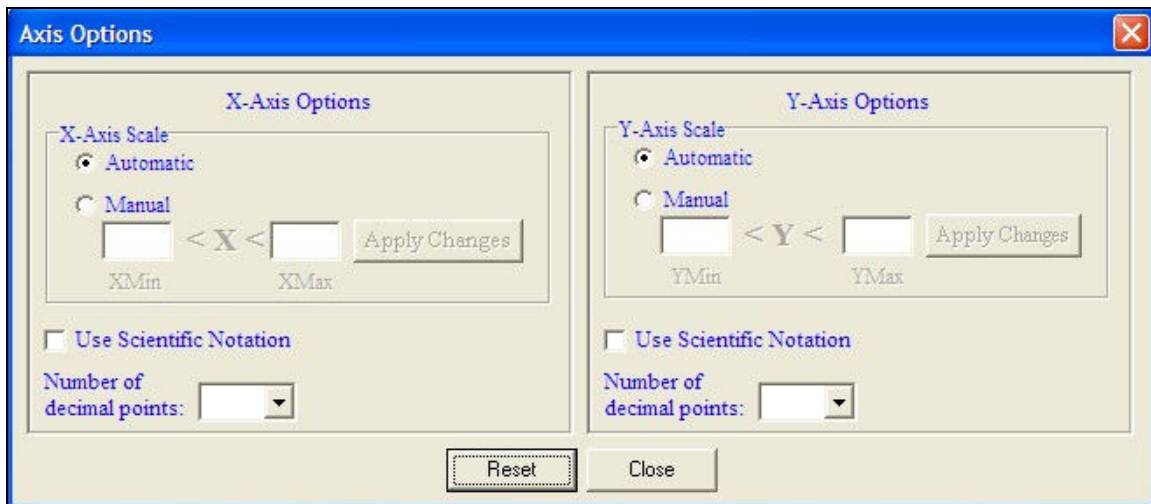 Axis Options
X-Axis Options
X-Axis Scale
Automatic
Manual
< X <
Apply Changes
XMin XMax
Use Scientific Notation
Number of
decimal points:
Y-Axis Options
Y-Axis Scale
Automatic
Manual
< Y <
Apply Changes
YMin YMax
Use Scientific Notation
Number of
decimal points:
Reset Close